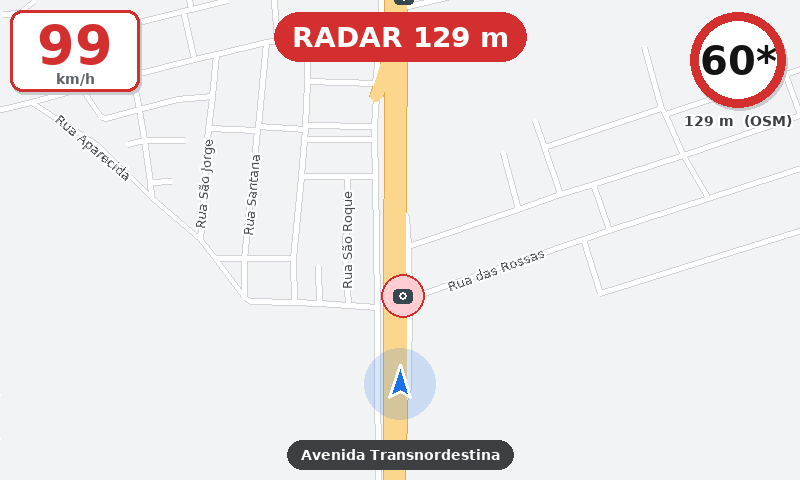 99
km/h
RADAR 129 m
60*
129 m (OSM)
Rua Aparecida
Rua São Jorge
Rua Santana
Rua São Roque
Rua das Rossas
Avenida Transnordestina